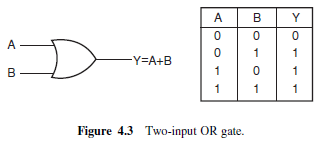 A
B
Y=A+B
A B Y
0 0 0
0 1 1
1 0 1
1 1 1
Figure 4.3 Two-input OR gate.